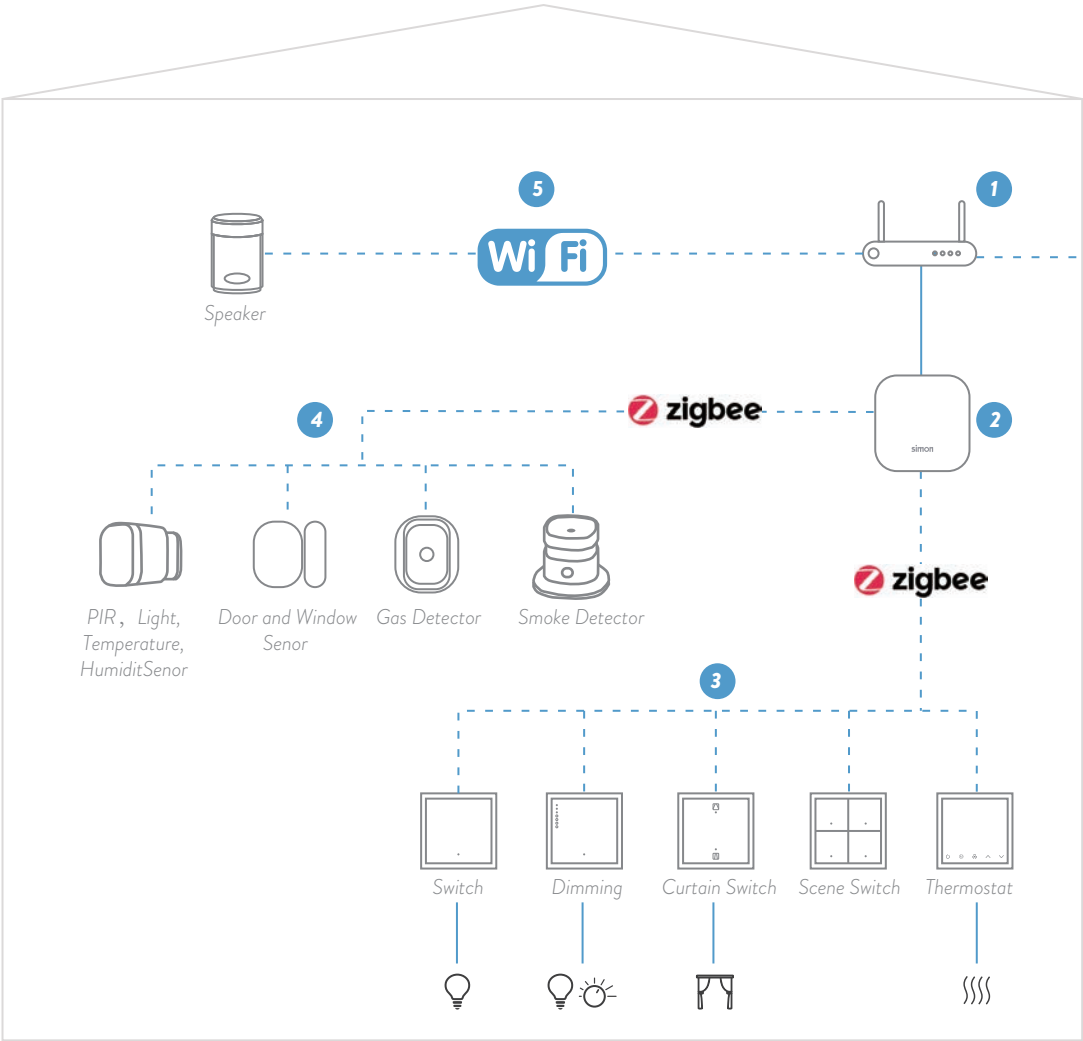 5
1
Wi Fi
Speaker
zigbee
4
2
simon
zigbee
PIR，Light,
Temperature,
HumiditSenor
Door and Window
Senor
Gas Detector
Smoke Detector
3
Switch
Dimming
Curtain Switch
Scene Switch
Thermostat